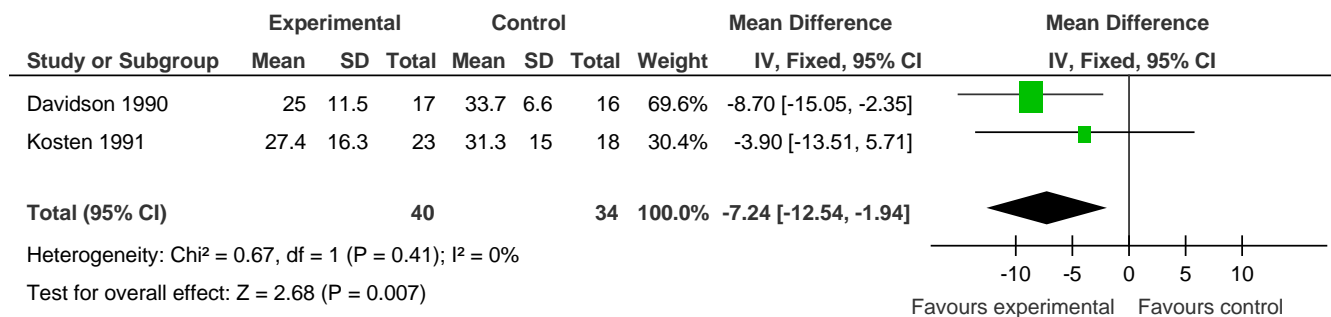 Experimental Control Mean Difference Mean Difference
Study or Subgroup Mean SD Total Mean SD Total Weight IV, Fixed, 95% CI IV, Fixed, 95% CI
Davidson 1990 25 11.5 17 33.7 6.6 16 69.6% -8.70 [-15.05, -2.35]
Kosten 1991 27.4 16.3 23 31.3 15 18 30.4% -3.90 [-13.51, 5.71]
Total (95% CI) 40 34 100.0% -7.24 [-12.54, -1.94]
Heterogeneity: Chi² = 0.67, df = 1 (P = 0.41); I² = 0%
Test for overall effect: Z = 2.68 (P = 0.007)
-10 -5 0 5 10
Favours experimental Favours control